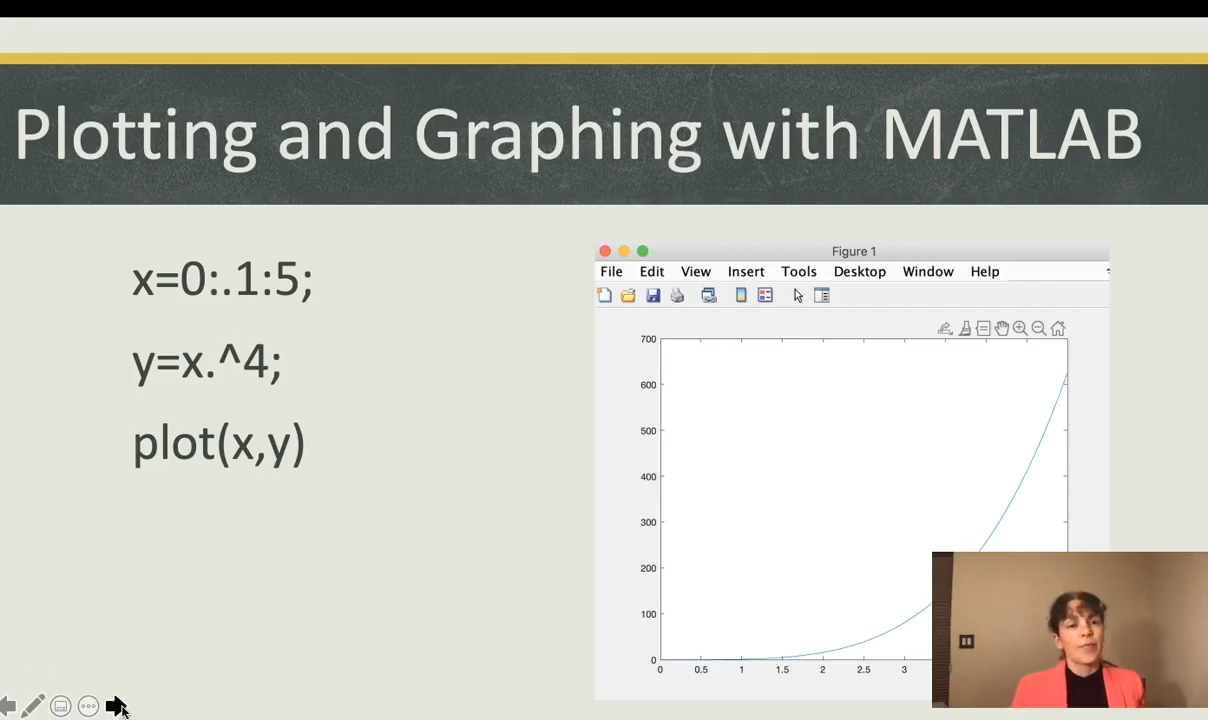 Plotting and Graphing with MATLAB
x=0:.1:5;
y=x.^4;
plot(x,y)
Figure 1
File Edit View Insert Tools Desktop Window Help
700
600
500
400
300
200
100
0
0 0.5 1 1.5 2 2.5 3